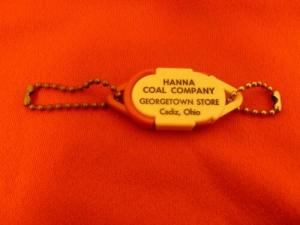 HANNA
COAL COMPANY
GEORGETOWN STORE
Cadiz, Ohio